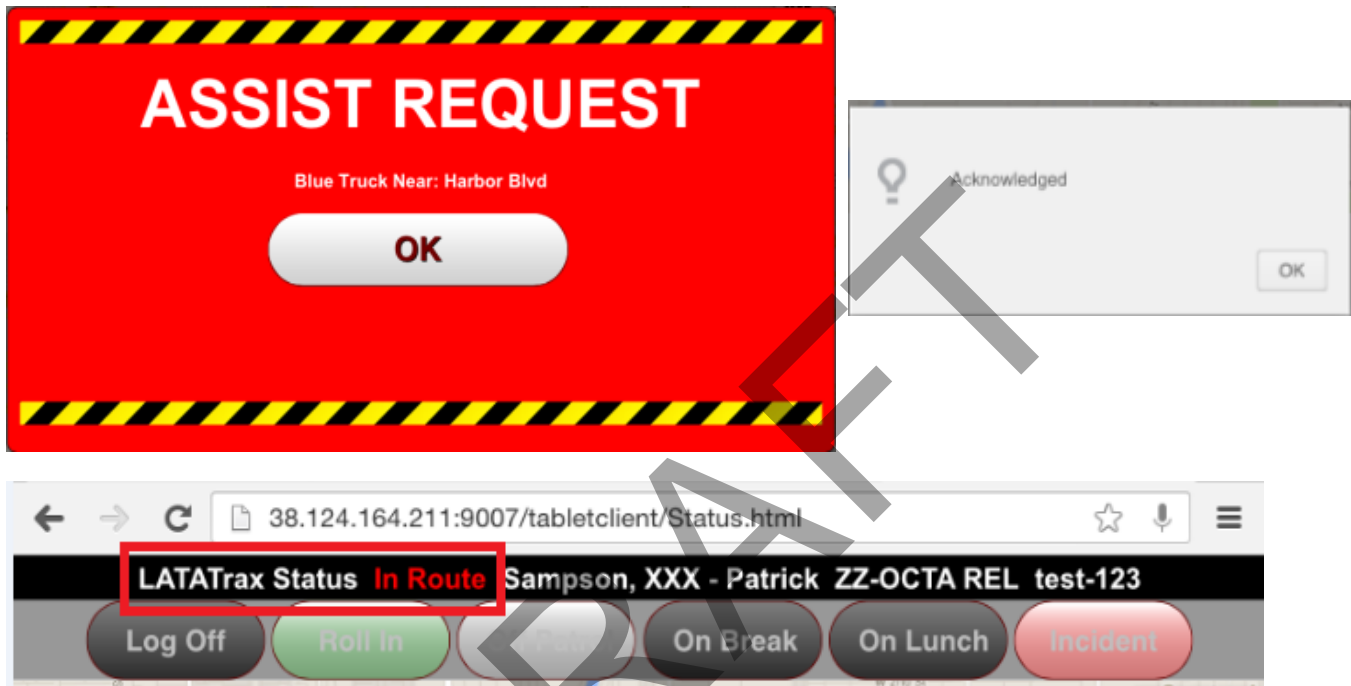 ASSIST REQUEST
Blue Truck Near: Harbor Blvd
OK
Acknowledged
OK
38.124.164.211:9007/tabletclient/Status.html
LATATrax Status In Route Sampson, XXX - Patrick ZZ-OCTA REL test-123
Log Off Roll In On Patrol On Break On Lunch Incident
DRAFT